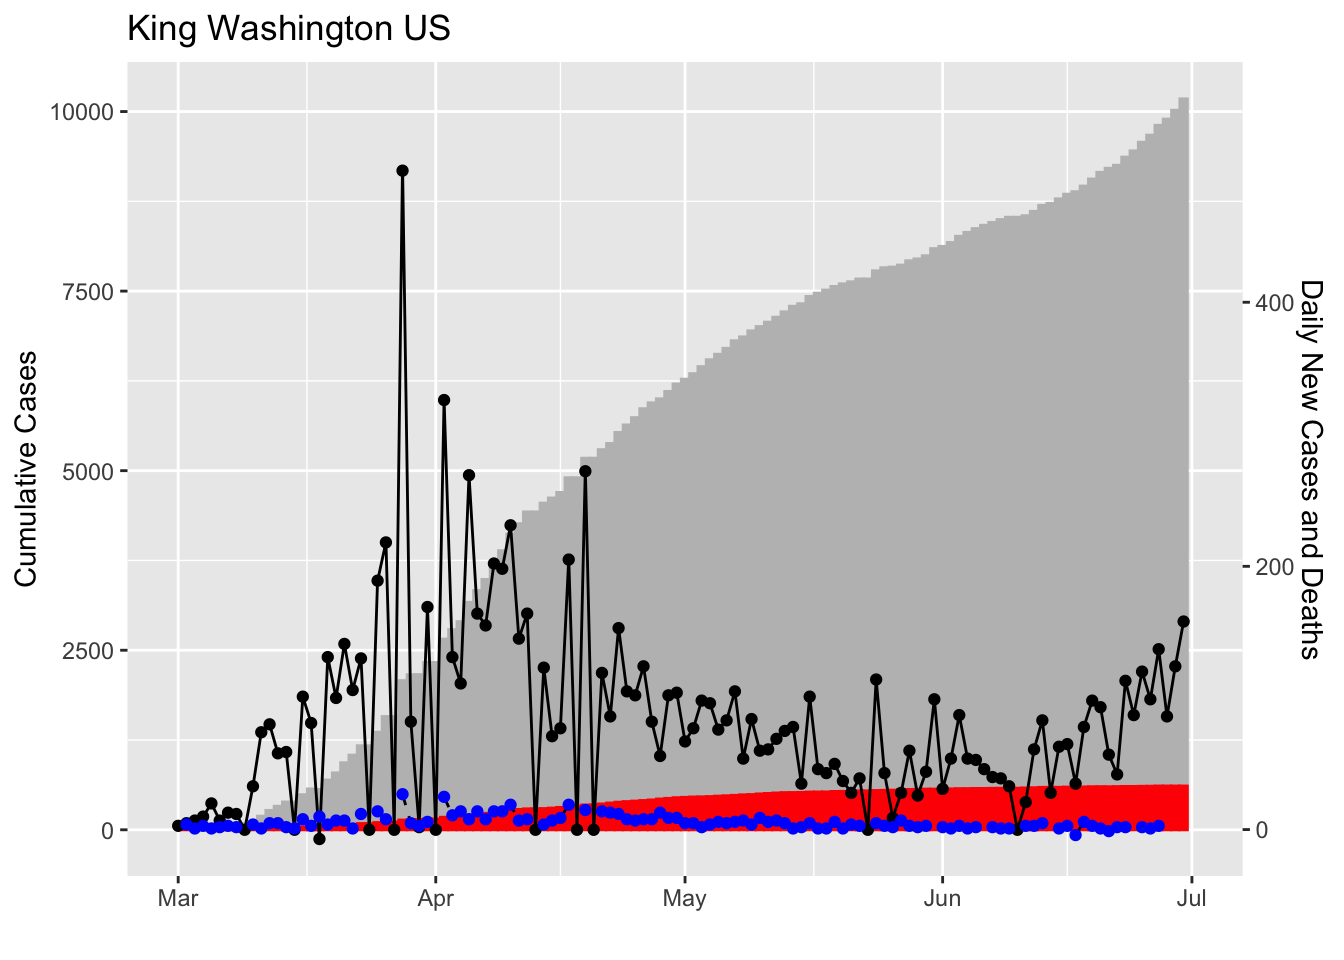 King Washington US
10000
7500
5000
2500
0
Cumulative Cases
400
200
0
Daily New Cases and Deaths
Mar
Apr
May
Jun
Jul